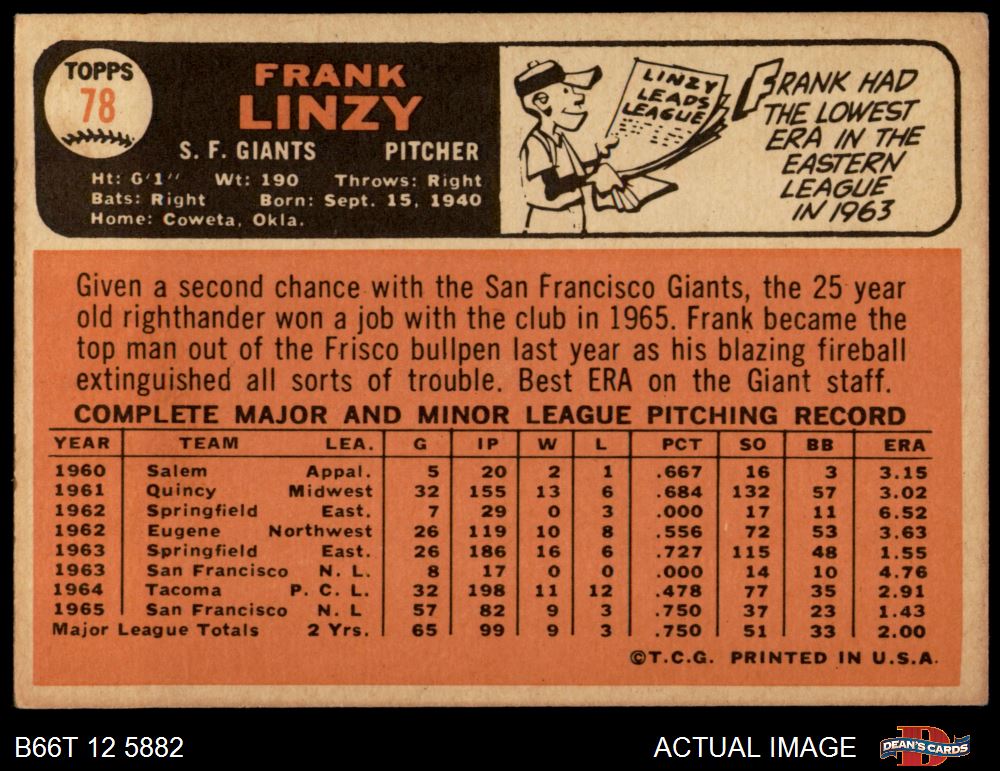 TOPPS
78
FRANK
LINZY
S. F. GIANTS PITCHER
Ht: 6'1" Wt: 190 Throws: Right
Bats: Right Born: Sept. 15, 1940
Home: Coweta, Okla.
LINZY
LEADS
LEAGUE
FRANK HAD
THE LOWEST
ERA IN THE
EASTERN
LEAGUE
IN 1963
Given a second chance with the San Francisco Giants, the 25 year
old righthander won a job with the club in 1965. Frank became the
top man out of the Frisco bullpen last year as his blazing fireball
extinguished all sorts of trouble. Best ERA on the Giant staff.
COMPLETE MAJOR AND MINOR LEAGUE PITCHING RECORD
YEAR TEAM LEA. G IP W L PCT SO BB ERA
1960 Salem Appal. 5 20 2 1 .667 16 3 3.15
1961 Quincy Midwest 32 155 13 6 .684 132 57 3.02
1962 Springfield East. 7 29 0 3 .000 17 11 6.52
1962 Eugene Northwest 26 119 10 8 .556 72 53 3.63
1963 Springfield East. 26 186 16 6 .727 115 48 1.55
1963 San Francisco N. L. 8 17 0 0 .000 14 10 4.76
1964 Tacoma P. C. L. 32 198 11 12 .478 77 35 2.91
1965 San Francisco N. L 57 82 9 3 .750 37 23 1.43
Major League Totals 2 Yrs. 65 99 9 3 .750 51 33 2.00
©T.C.G. PRINTED IN U.S.A.
B66T 12 5882 ACTUAL IMAGE DEAN'S CARDS